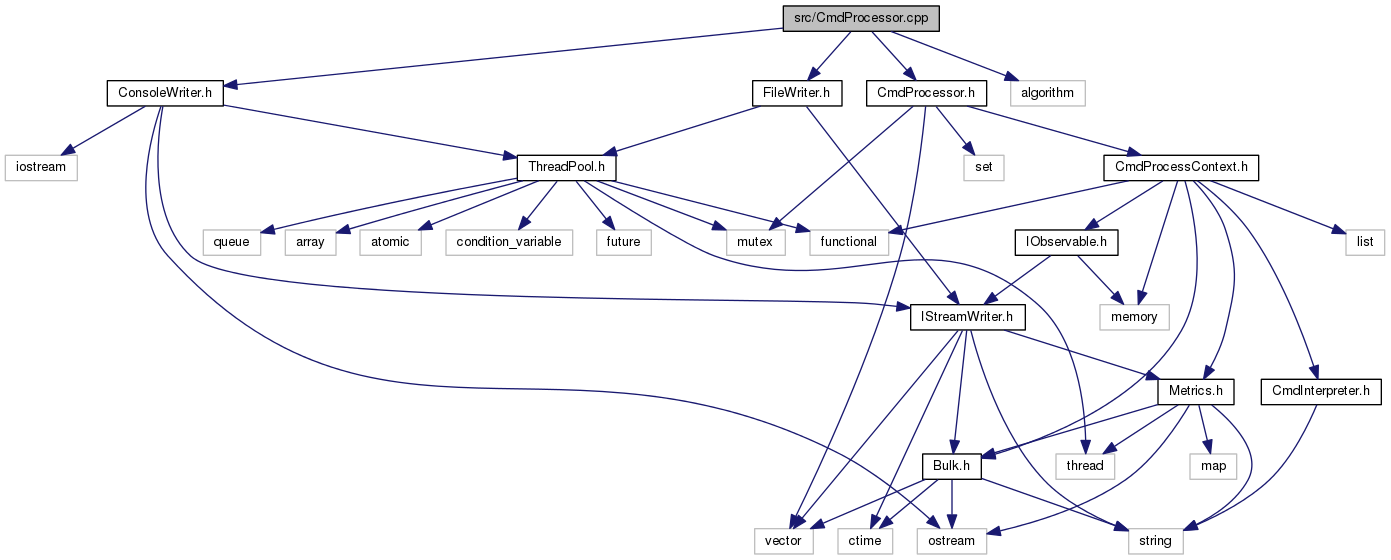 src/CmdProcessor.cpp
ConsoleWriter.h
FileWriter.h
CmdProcessor.h
algorithm
iostream
ThreadPool.h
set
CmdProcessContext.h
queue
array
atomic
condition_variable
future
mutex
functional
IObservable.h
list
IStreamWriter.h
memory
Metrics.h
CmdInterpreter.h
Bulk.h
thread
map
vector
ctime
ostream
string